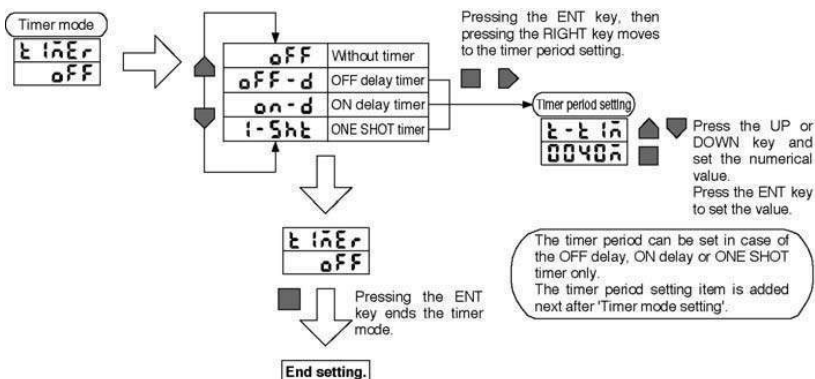 Timer mode
tiMEr
oFF
oFF Without timer
oFF-d OFF delay timer
on-d ON delay timer
1-Sht ONE SHOT timer
Pressing the ENT key, then
pressing the RIGHT key moves
to the timer period setting.
Timer period setting
t-tiM
0040M
Press the UP or
DOWN key and
set the numerical
value.
Press the ENT key
to set the value.
tiMEr
oFF
Pressing the ENT
key ends the timer
mode.
End setting.
The timer period can be set in case of
the OFF delay, ON delay or ONE SHOT
timer only.
The timer period setting item is added
next after 'Timer mode setting'.